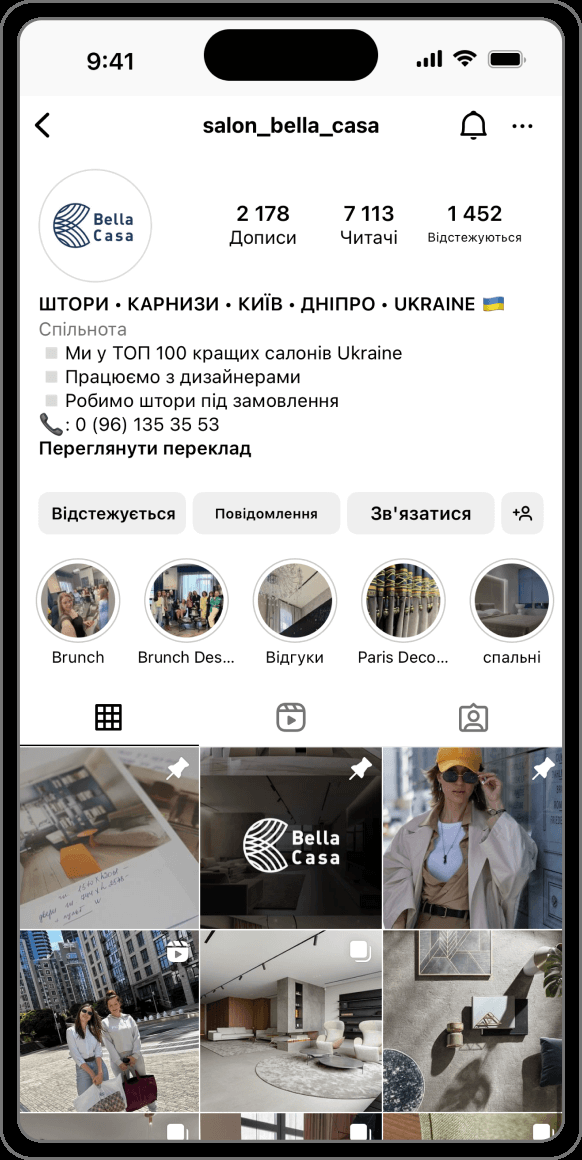 9:41
salon_bella_casa
Bella
Casa
2 178
7 113
1 452
Дописи
Читачі
Відстежуються
ШТОРИ • КАРНИЗИ • КИЇВ • ДНІПРО • UKRAINE 🇺🇦
Спільнота
◽Ми у ТОП 100 кращих салонів Ukraine
◽Працюємо з дизайнерами
◽Робимо штори під замовлення
📞: 0 (96) 135 35 53
Переглянути переклад
Відстежується
Повідомлення
Зв'язатися
Brunch
Brunch Des...
Відгуки
Paris Deco...
спальні
Bella
Casa